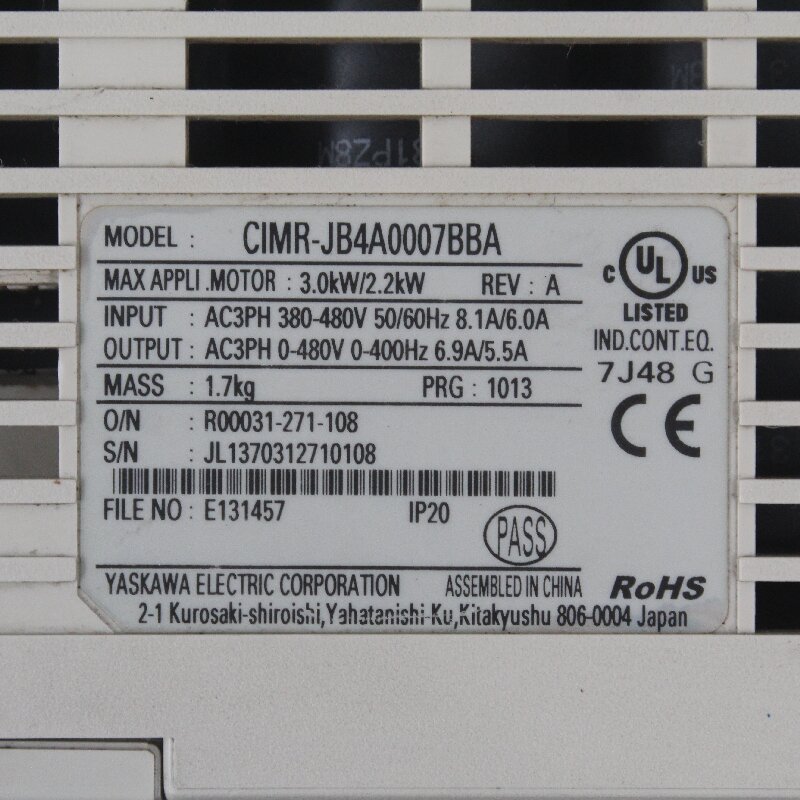 31PZ8M
MODEL : CIMR-JB4A0007BBA
MAX APPLI .MOTOR : 3.0kW/2.2kW REV : A
INPUT : AC3PH 380-480V 50/60Hz 8.1A/6.0A
OUTPUT : AC3PH 0-480V 0-400Hz 6.9A/5.5A
MASS : 1.7kg PRG : 1013
O/N : R00031-271-108
S/N : JL1370312710108
FILE NO : E131457 IP20
PASS
YASKAWA ELECTRIC CORPORATION ASSEMBLED IN CHINA
2-1 Kurosaki-shiroishi,Yahatanishi-Ku,Kitakyushu 806-0004 Japan
C UL US
LISTED
IND.CONT.EQ.
7J48 G
CE
RoHS